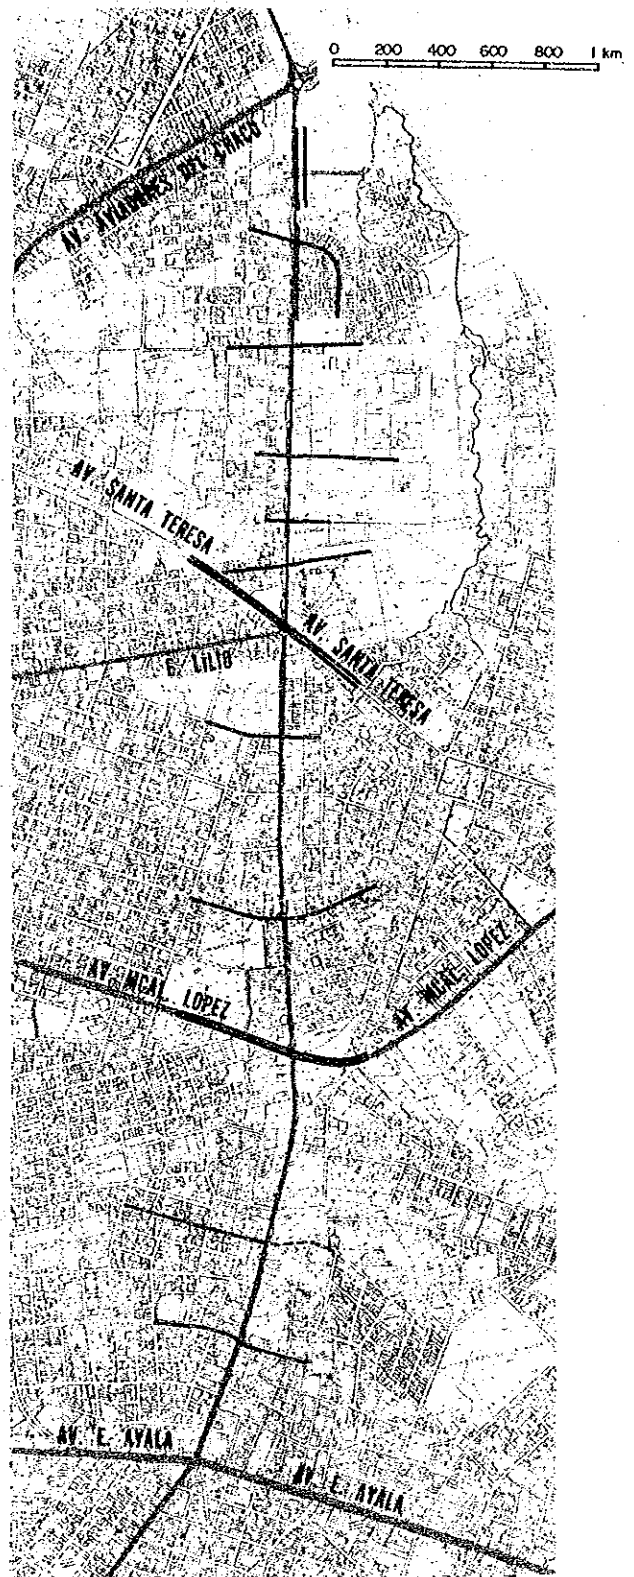 0 200 400 600 800 1 km
AV. AVIADORES DEL CHACO
AV. SANTA TERESA
AV. SANTA TERESA
E. LILIO
AV. MCAL. LOPEZ
AV. MCAL. LOPEZ
AV. E. AYALA
AV. E. AYALA